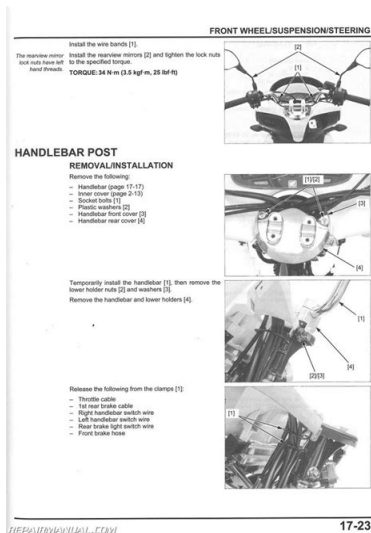 FRONT WHEEL/SUSPENSION/STEERING
Install the wire bands [1].
The rearview mirror
lock nuts have left
hand threads.
Install the rearview mirrors [2] and tighten the lock nuts
to the specified torque.
TORQUE: 34 N·m (3.5 kgf·m, 25 lbf·ft)
[2]
[1]
HANDLEBAR POST
REMOVAL/INSTALLATION
Remove the following:
– Handlebar (page 17-17)
– Inner cover (page 2-13)
– Socket bolts [1]
– Plastic washers [2]
– Handlebar front cover [3]
– Handlebar rear cover [4]
[1]/[2]
[3]
[4]
Temporarily install the handlebar [1], then remove the
lower holder nuts [2] and washers [3].
Remove the handlebar and lower holders [4].
[1]
[4]
[2]/[3]
Release the following from the clamps [1]:
– Throttle cable
– 1st rear brake cable
– Right handlebar switch wire
– Left handlebar switch wire
– Rear brake light switch wire
– Front brake hose
[1]
REPAIRMANUAL.COM
17-23